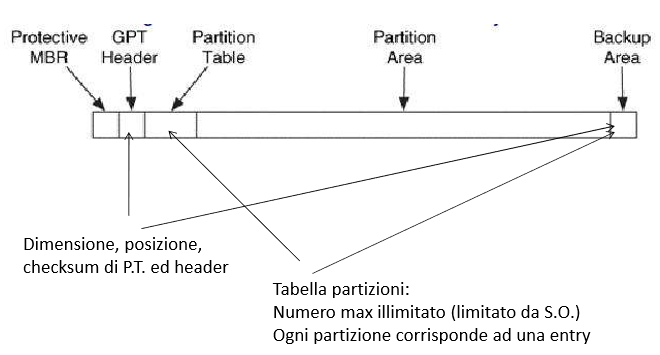 Protective
MBR
GPT
Header
Partition
Table
Partition
Area
Backup
Area
Dimensione, posizione,
checksum di P.T. ed header
Tabella partizioni:
Numero max illimitato (limitato da S.O.)
Ogni partizione corrisponde ad una entry